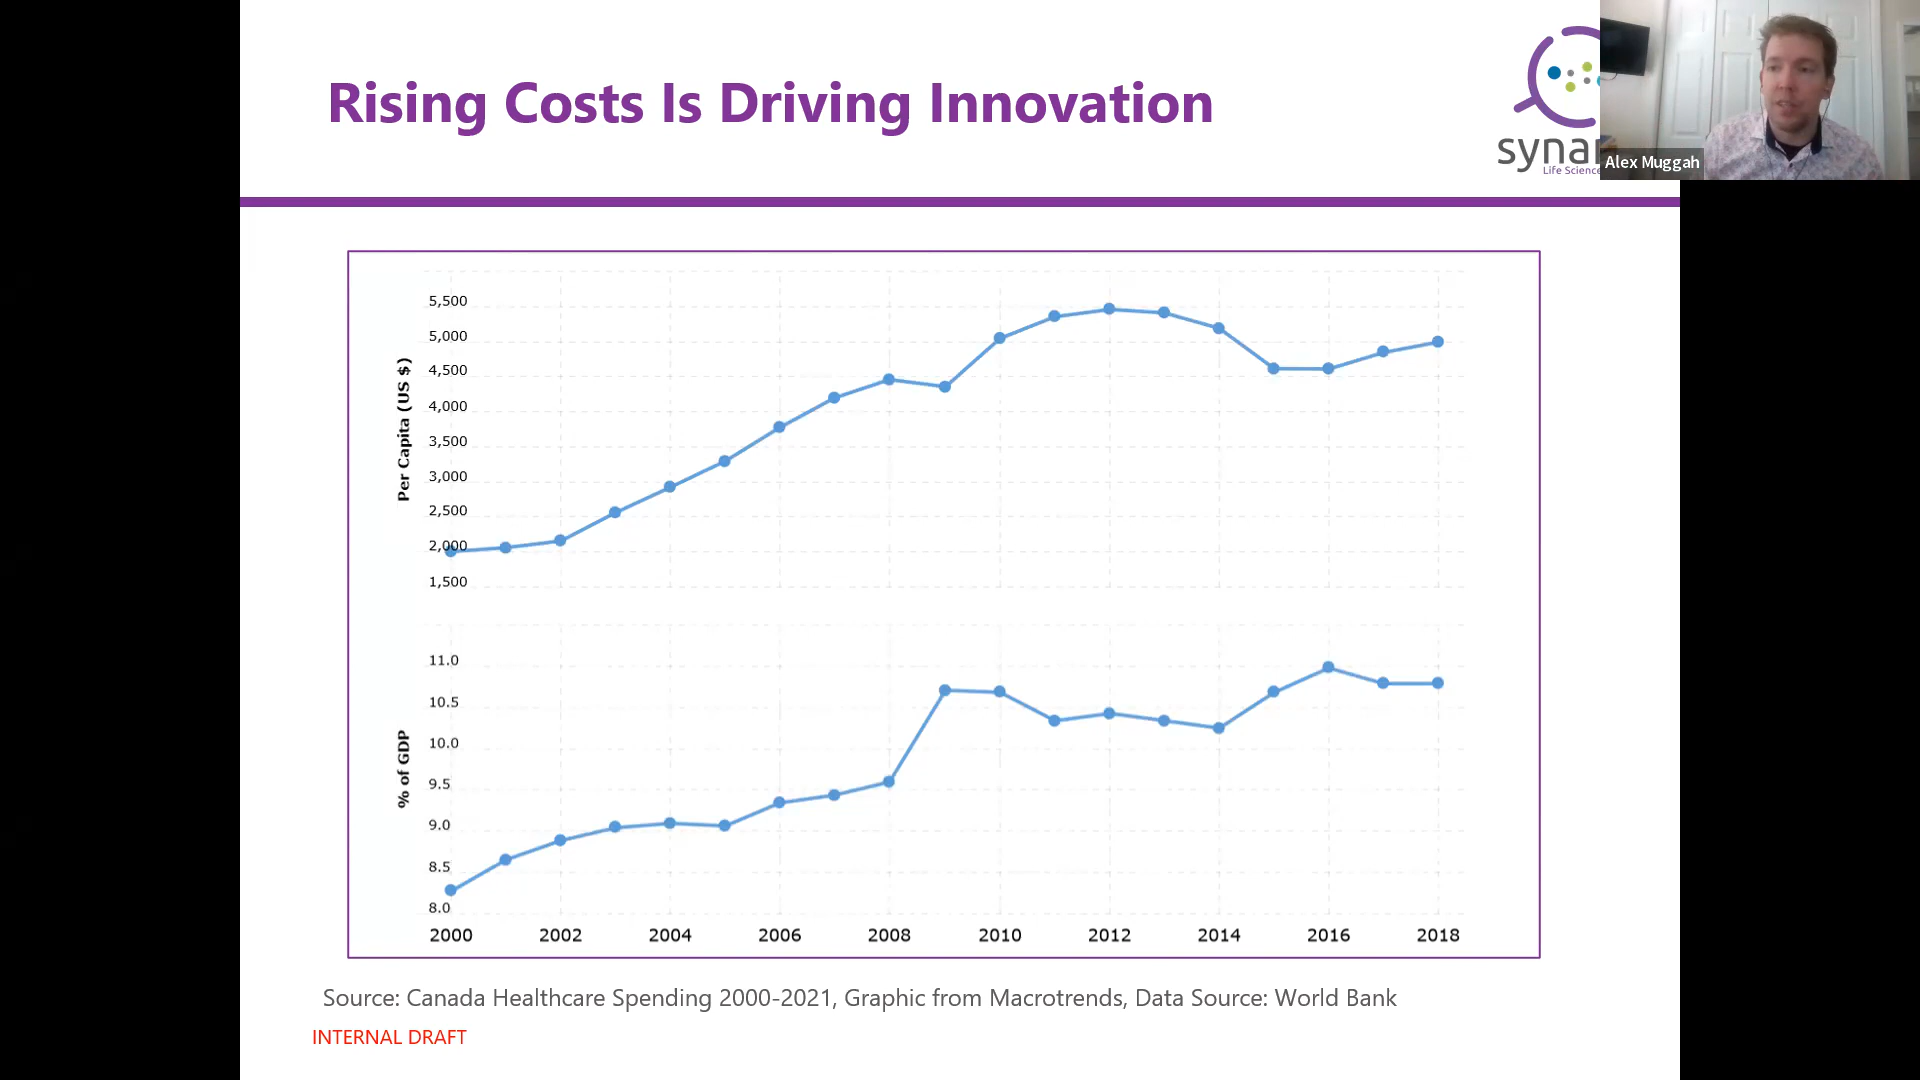 Rising Costs Is Driving Innovation
Life Science
Alex Muggah
5,500
5,000
4,500
4,000
3,500
3,000
2,500
2,000
1,500
Per Capita (US $)
11.0
10.5
10.0
9.5
9.0
8.5
8.0
% of GDP
2000 2002 2004 2006 2008 2010 2012 2014 2016 2018
Source: Canada Healthcare Spending 2000-2021, Graphic from Macrotrends, Data Source: World Bank
INTERNAL DRAFT